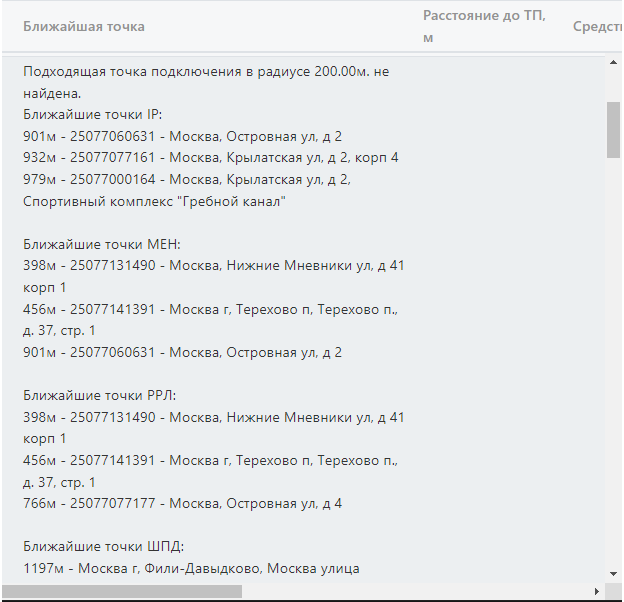 Ближайшая точка
Расстояние до ТП,
м
Средст
Подходящая точка подключения в радиусе 200.00м. не
найдена.
Ближайшие точки IP:
901м - 25077060631 - Москва, Островная ул, д 2
932м - 25077077161 - Москва, Крылатская ул, д 2, корп 4
979м - 25077000164 - Москва, Крылатская ул, д 2,
Спортивный комплекс "Гребной канал"
Ближайшие точки МЕН:
398м - 25077131490 - Москва, Нижние Мневники ул, д 41
корп 1
456м - 25077141391 - Москва г, Терехово п, Терехово п.,
д. 37, стр. 1
901м - 25077060631 - Москва, Островная ул, д 2
Ближайшие точки РРЛ:
398м - 25077131490 - Москва, Нижние Мневники ул, д 41
корп 1
456м - 25077141391 - Москва г, Терехово п, Терехово п.,
д. 37, стр. 1
766м - 25077077177 - Москва, Островная ул, д 4
Ближайшие точки ШПД:
1197м - Москва г, Фили-Давыдково, Москва улица